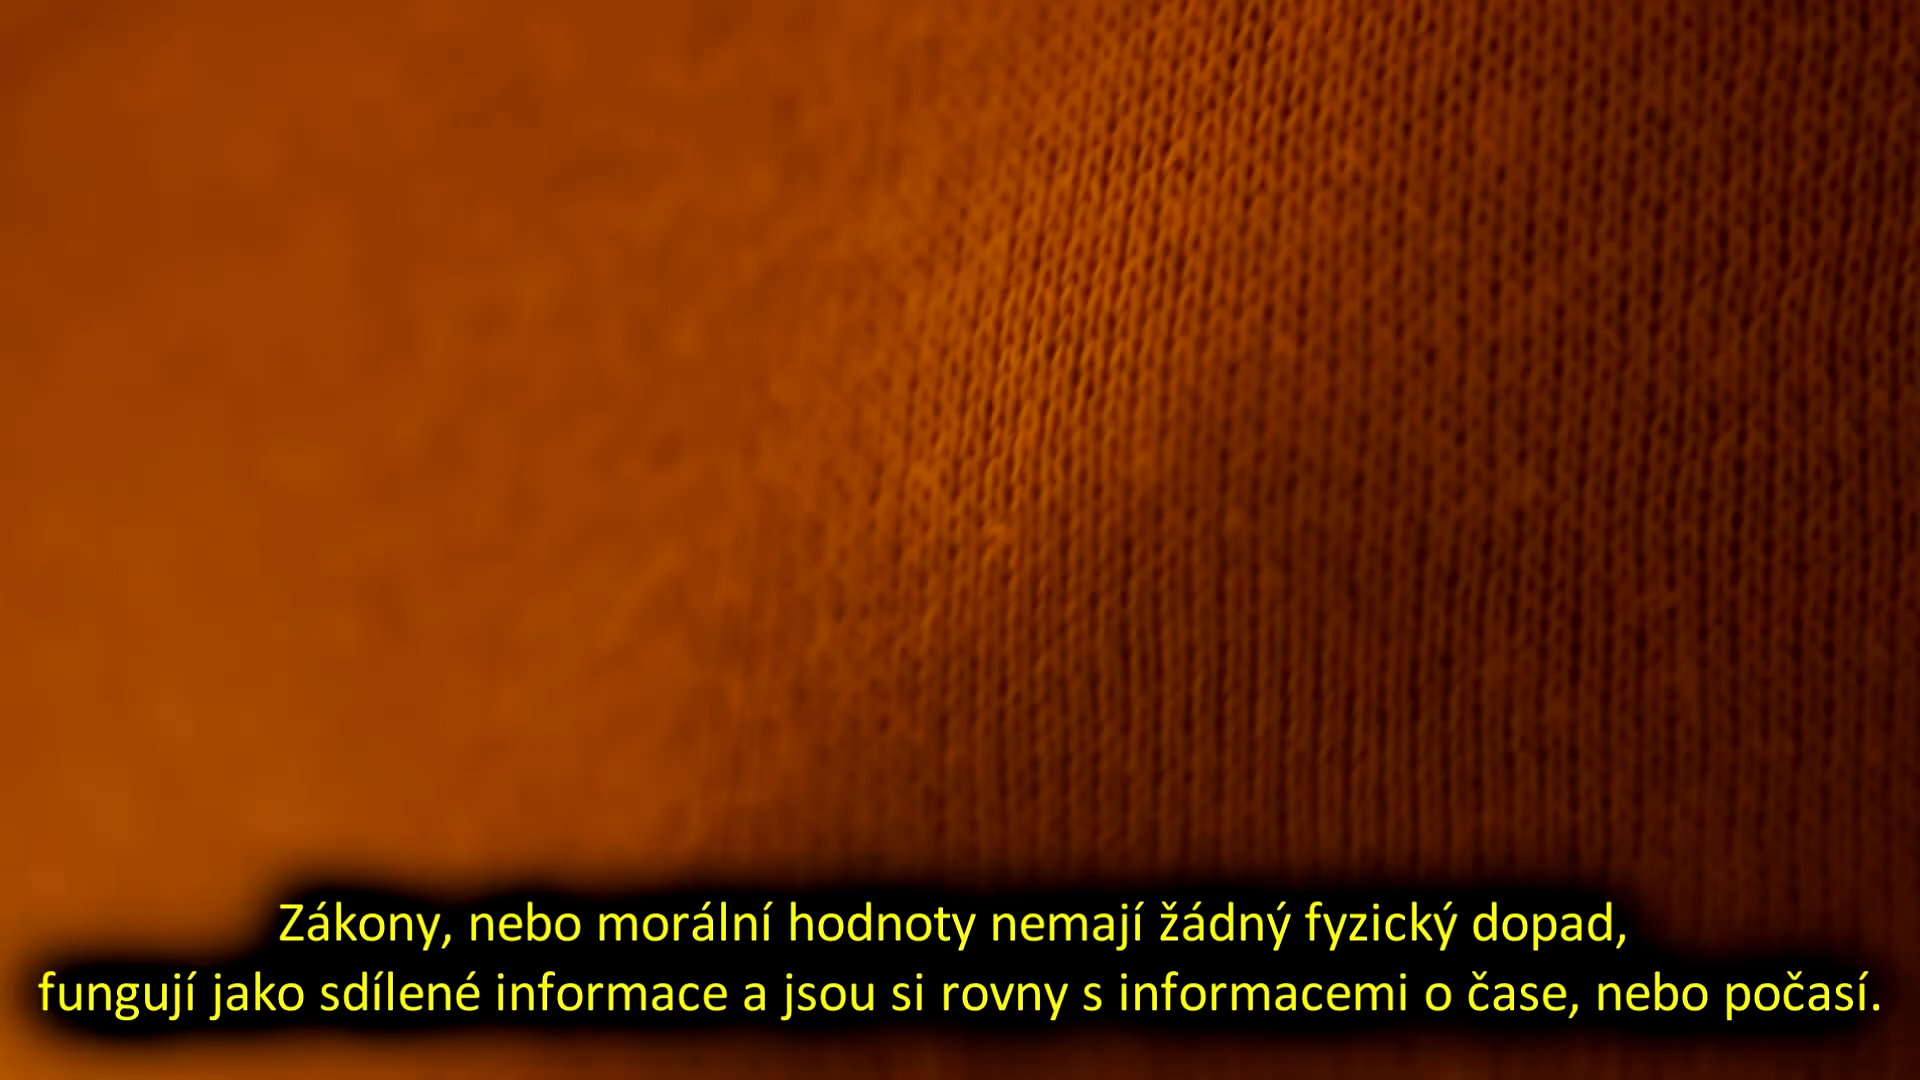 Zákony, nebo morální hodnoty nemají žádný fyzický dopad,
fungují jako sdílené informace a jsou si rovny s informacemi o čase, nebo počasí.